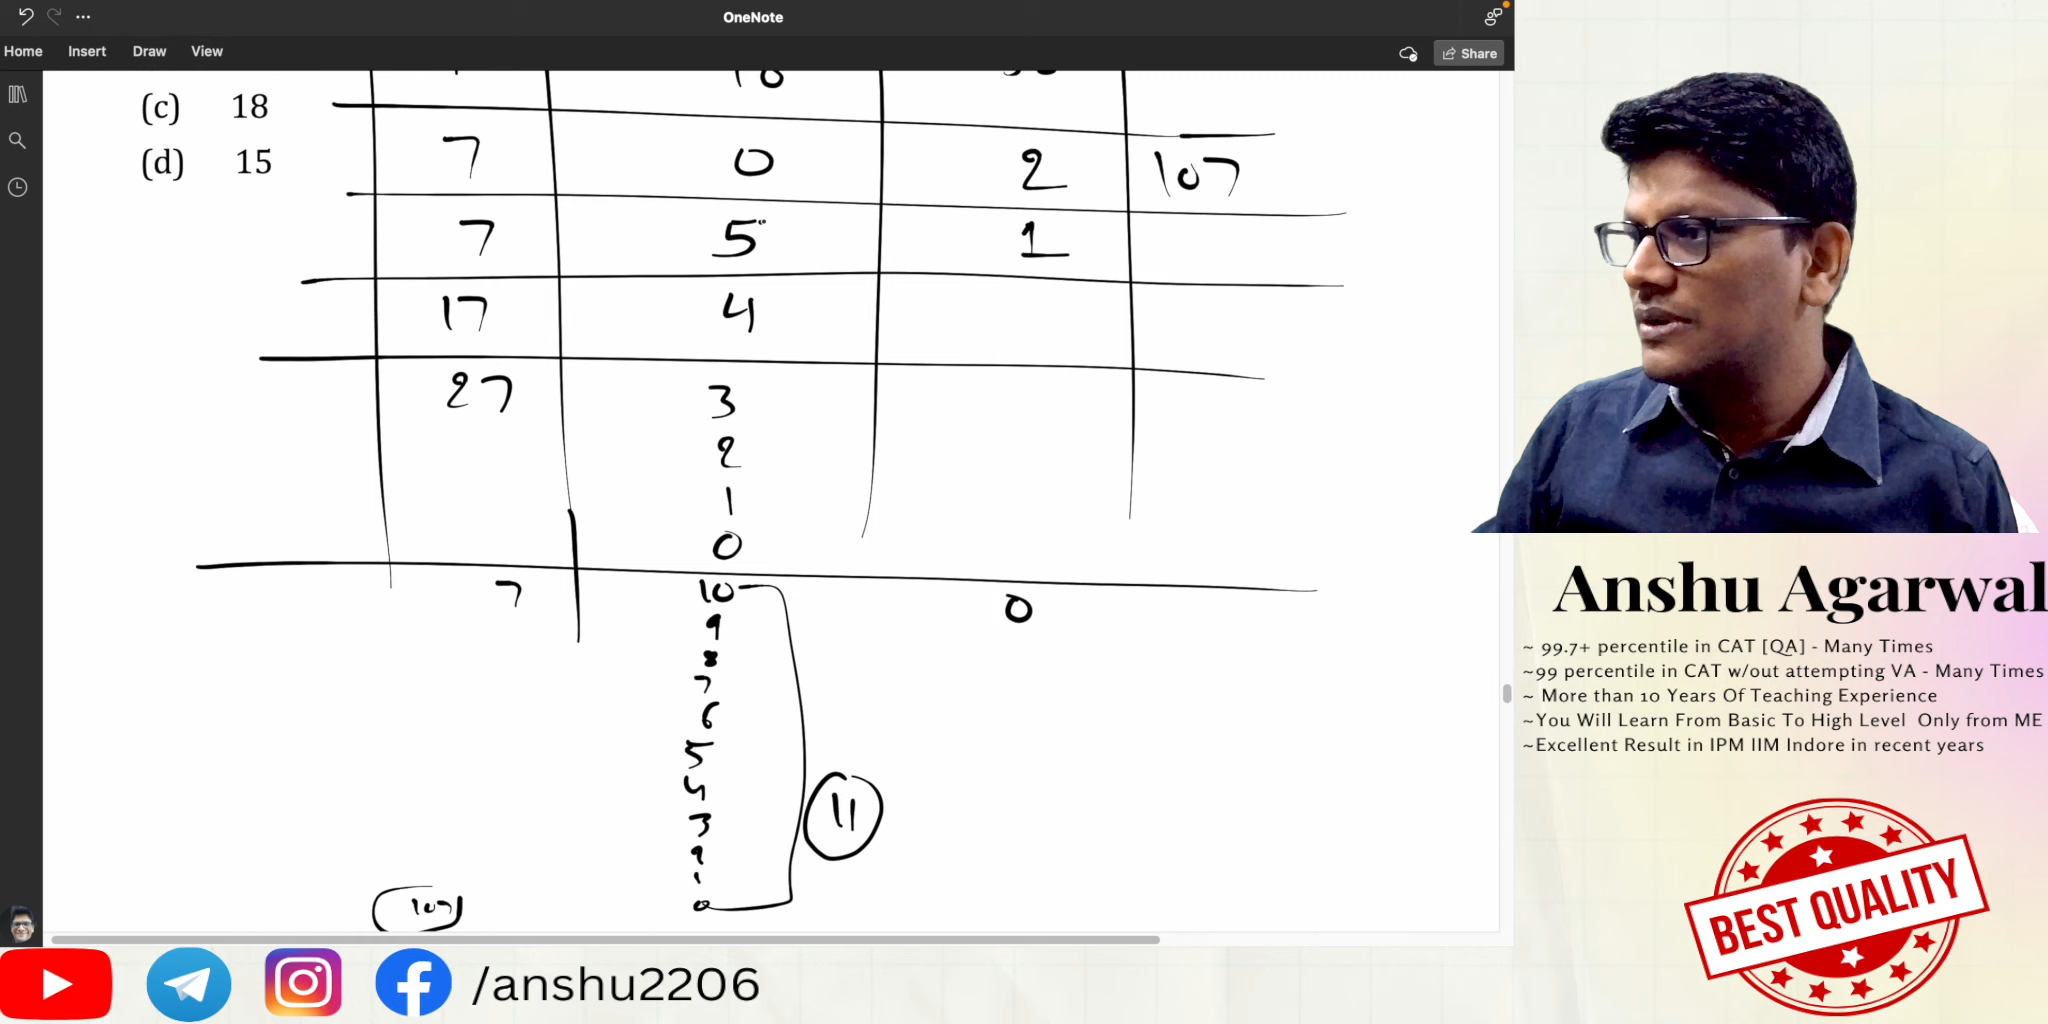 OneNote
Home Insert Draw View Share
(c) 18
(d) 15
7 0 2 107
7 5 1
17 4
27 3
2
1
0
7 10 0
9
8
7
6
5
4
3
2
1
0
11
107
Anshu Agarwal
~ 99.7+ percentile in CAT [QA] - Many Times
~99 percentile in CAT w/out attempting VA - Many Times
~ More than 10 Years Of Teaching Experience
~You Will Learn From Basic To High Level Only from ME
~Excellent Result in IPM IIM Indore in recent years
BEST QUALITY
/anshu2206